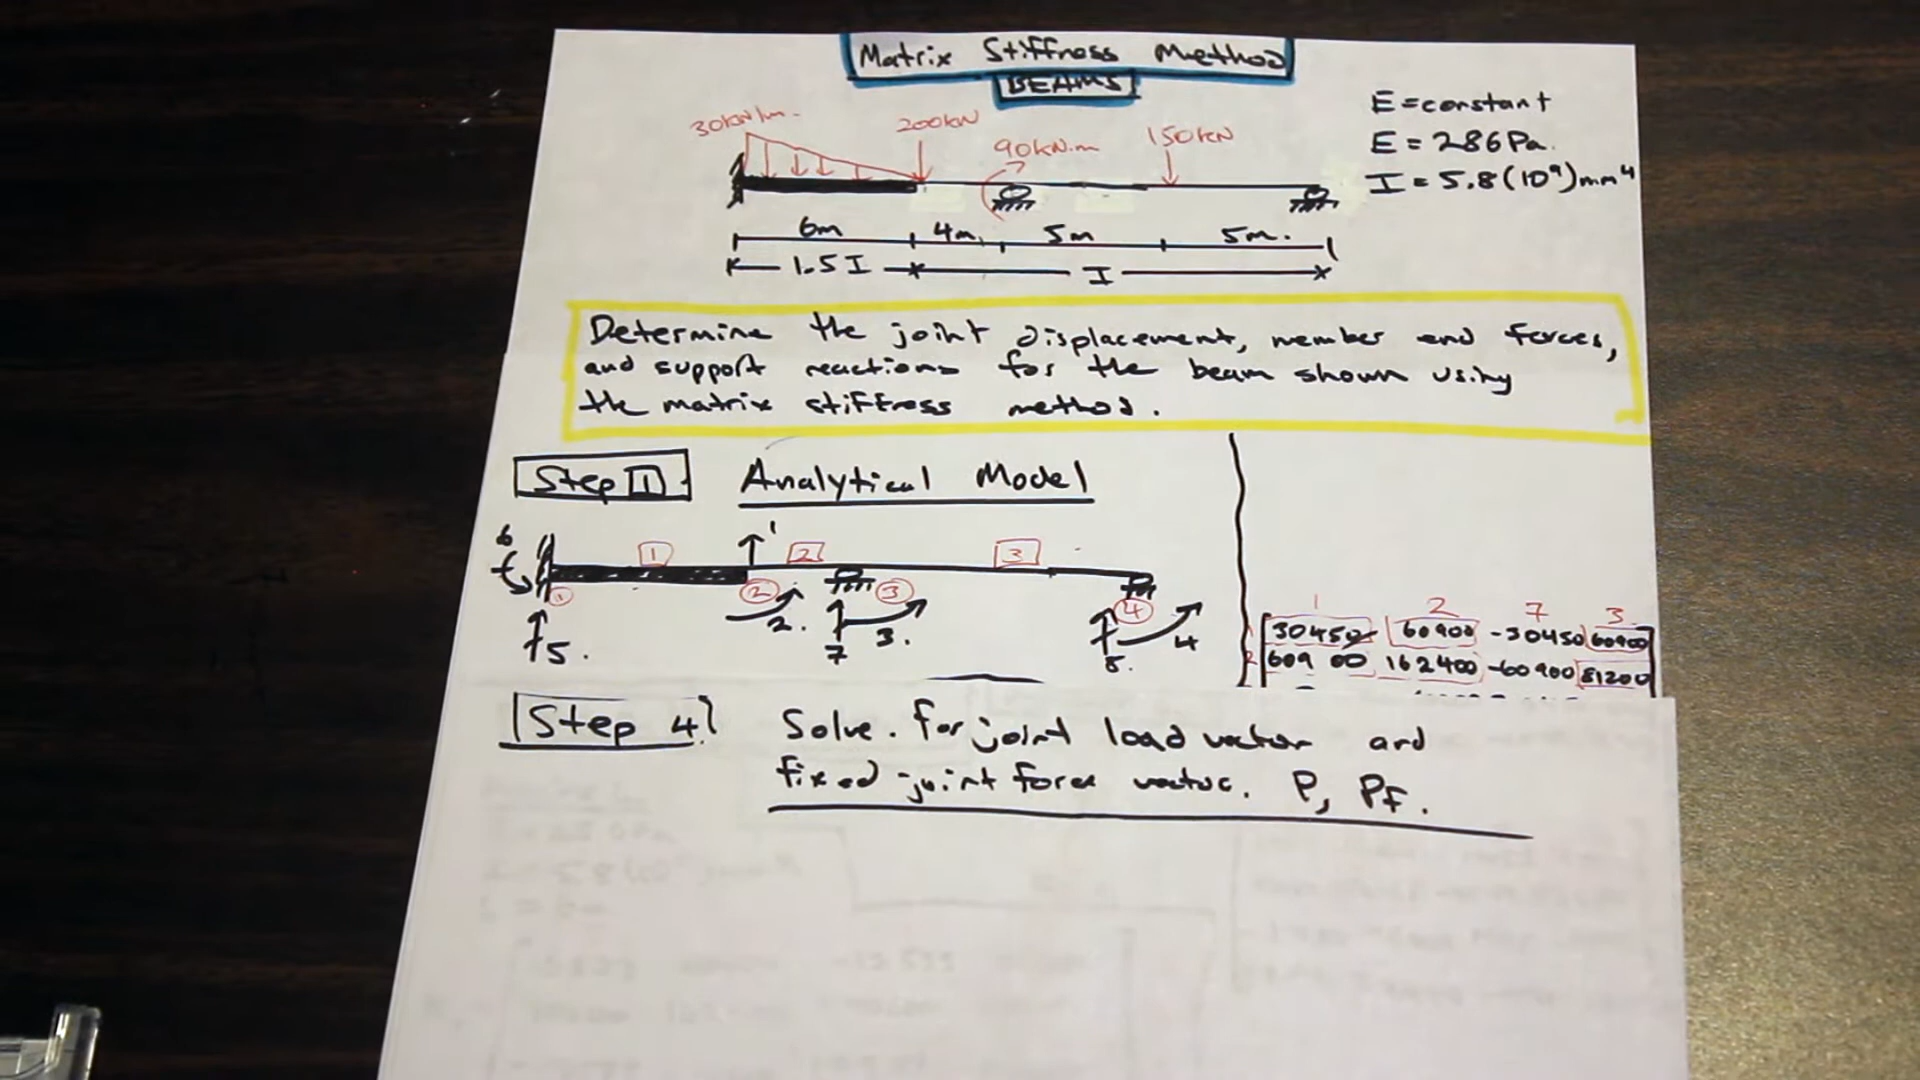 Matrix Stiffness Method
BEAMS
30kN/m.
200kN
90kN.m
150kN
E = constant
E = 28GPa.
I = 5.8(10⁹)mm⁴
6m 4m 5m 5m.
1.5I I
Determine the joint displacement, member end forces,
and support reactions for the beam shown using
the matrix stiffness method.
Step 1 Analytical Model
6 1 1 2 3
1 2 3 4
5. 2. 7 3. 8. 4
1 2 7 3
1 30450 60900 -30450 60900
2 60900 162400 -60900 81200
Step 4 Solve. for joint load vector and
fixed-joint force vector. P, PF.